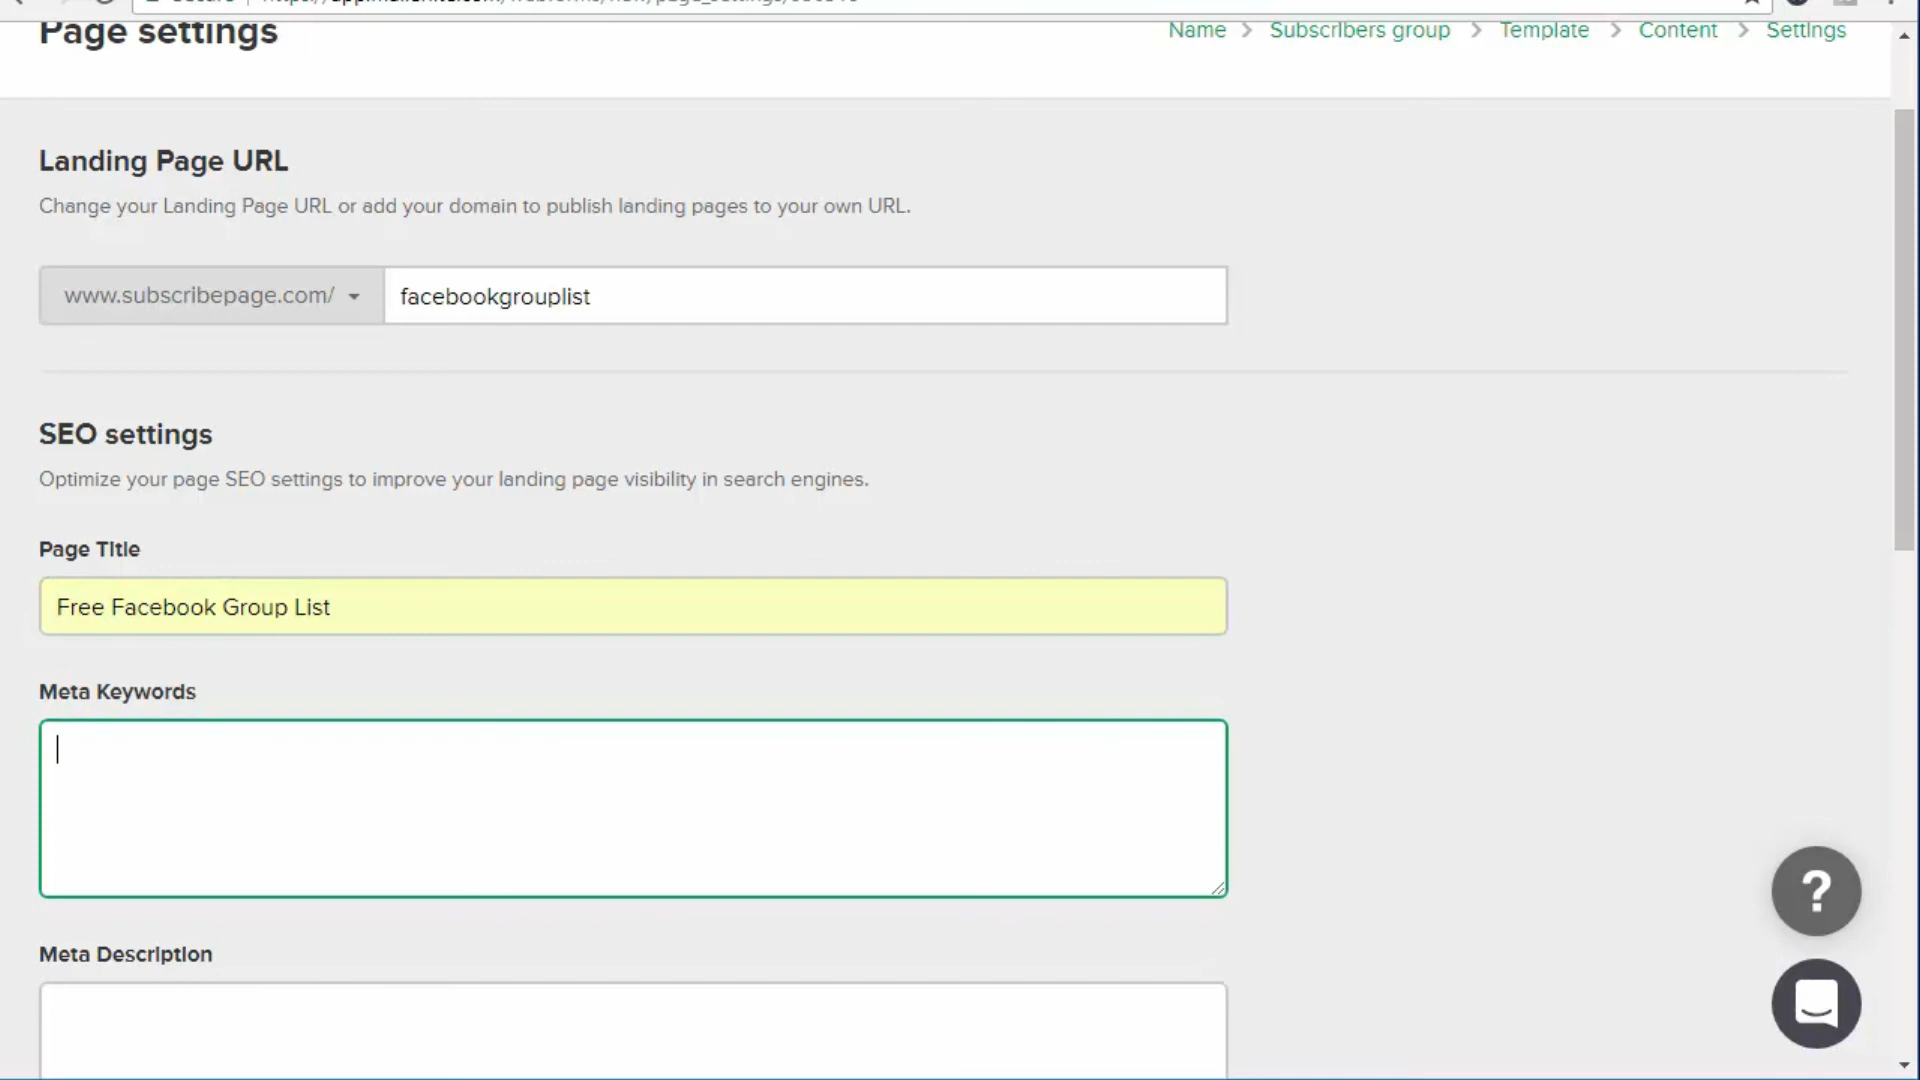 Page settings
Name > Subscribers group > Template > Content > Settings
Landing Page URL
Change your Landing Page URL or add your domain to publish landing pages to your own URL.
www.subscribepage.com/ facebookgrouplist
SEO settings
Optimize your page SEO settings to improve your landing page visibility in search engines.
Page Title
Free Facebook Group List
Meta Keywords
Meta Description
?